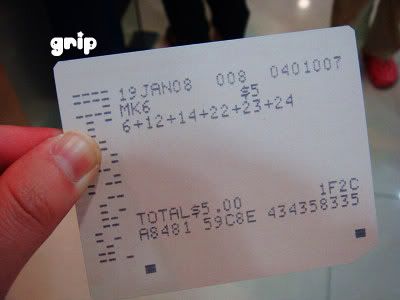 grip
19JAN08 008 0401007
MK6 $5
6+12+14+22+23+24
TOTAL$5.00 1F2C
A8481 59C8E 434358335